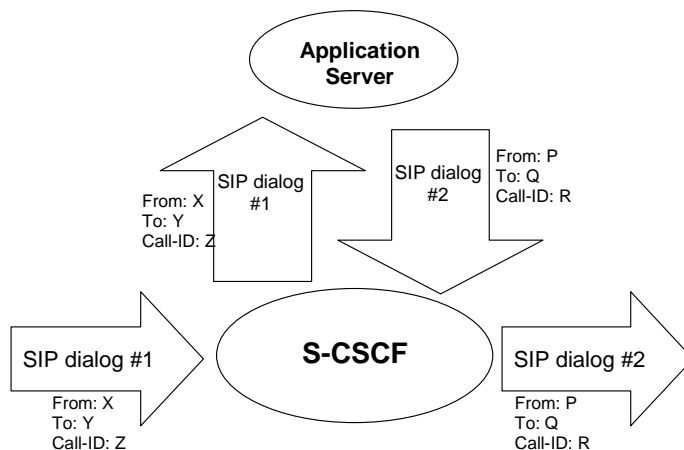 Application
Server
SIP dialog
#1
From: X
To: Y
Call-ID: Z
SIP dialog
#2
From: P
To: Q
Call-ID: R
S-CSCF
SIP dialog #1
From: X
To: Y
Call-ID: Z
SIP dialog #2
From: P
To: Q
Call-ID: R